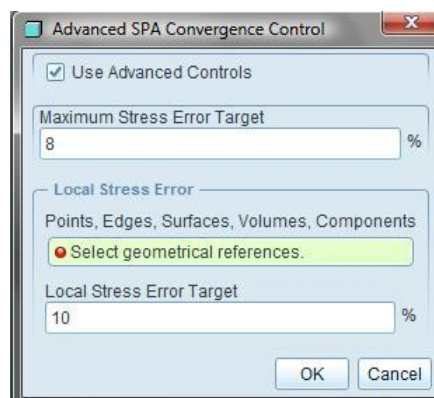 Advanced SPA Convergence Control
Use Advanced Controls
Maximum Stress Error Target
8 %
Local Stress Error
Points, Edges, Surfaces, Volumes, Components
Select geometrical references.
Local Stress Error Target
10 %
OK Cancel